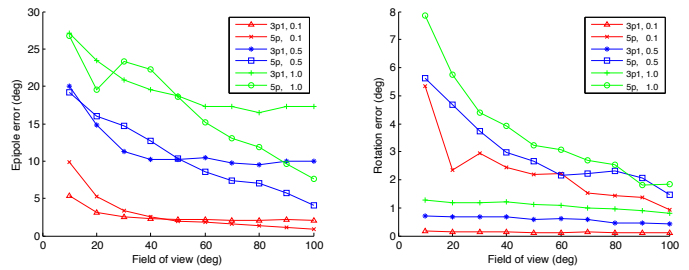 30
25
20
15
10
5
0
0
20
40
60
80
100
Epipole error (deg)
Field of view (deg)
3p1, 0.1
5p, 0.1
3p1, 0.5
5p, 0.5
3p1, 1.0
5p, 1.0
8
7
6
5
4
3
2
1
0
0
20
40
60
80
100
Rotation error (deg)
Field of view (deg)
3p1, 0.1
5p, 0.1
3p1, 0.5
5p, 0.5
3p1, 1.0
5p, 1.0